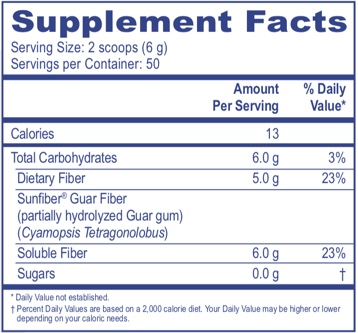 Supplement Facts
Serving Size: 2 scoops (6 g)
Servings per Container: 50
Amount Per Serving % Daily Value*
Calories 13
Total Carbohydrates 6.0 g 3%
Dietary Fiber 5.0 g 23%
Sunfiber® Guar Fiber
(partially hydrolyzed Guar gum)
(Cyamopsis Tetragonolobus)
Soluble Fiber 6.0 g 23%
Sugars 0.0 g †
* Daily Value not established.
† Percent Daily Values are based on a 2,000 calorie diet. Your Daily Value may be higher or lower
depending on your caloric needs.